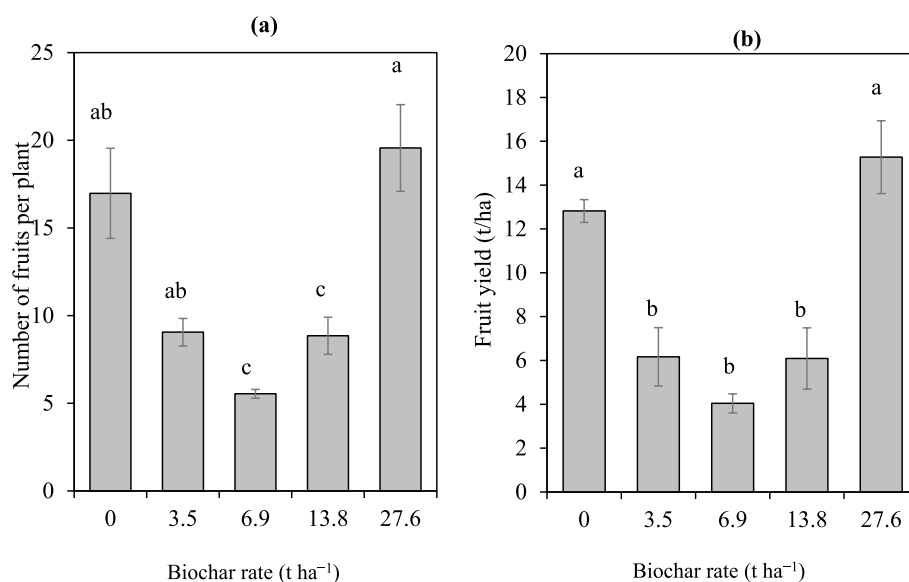 (a)
Number of fruits per plant
25
20
15
10
5
0
ab
ab
c
c
a
0 3.5 6.9 13.8 27.6
Biochar rate (t ha⁻¹)
(b)
Fruit yield (t/ha)
20
18
16
14
12
10
8
6
4
2
0
a
b
b
b
a
0 3.5 6.9 13.8 27.6
Biochar rate (t ha⁻¹)